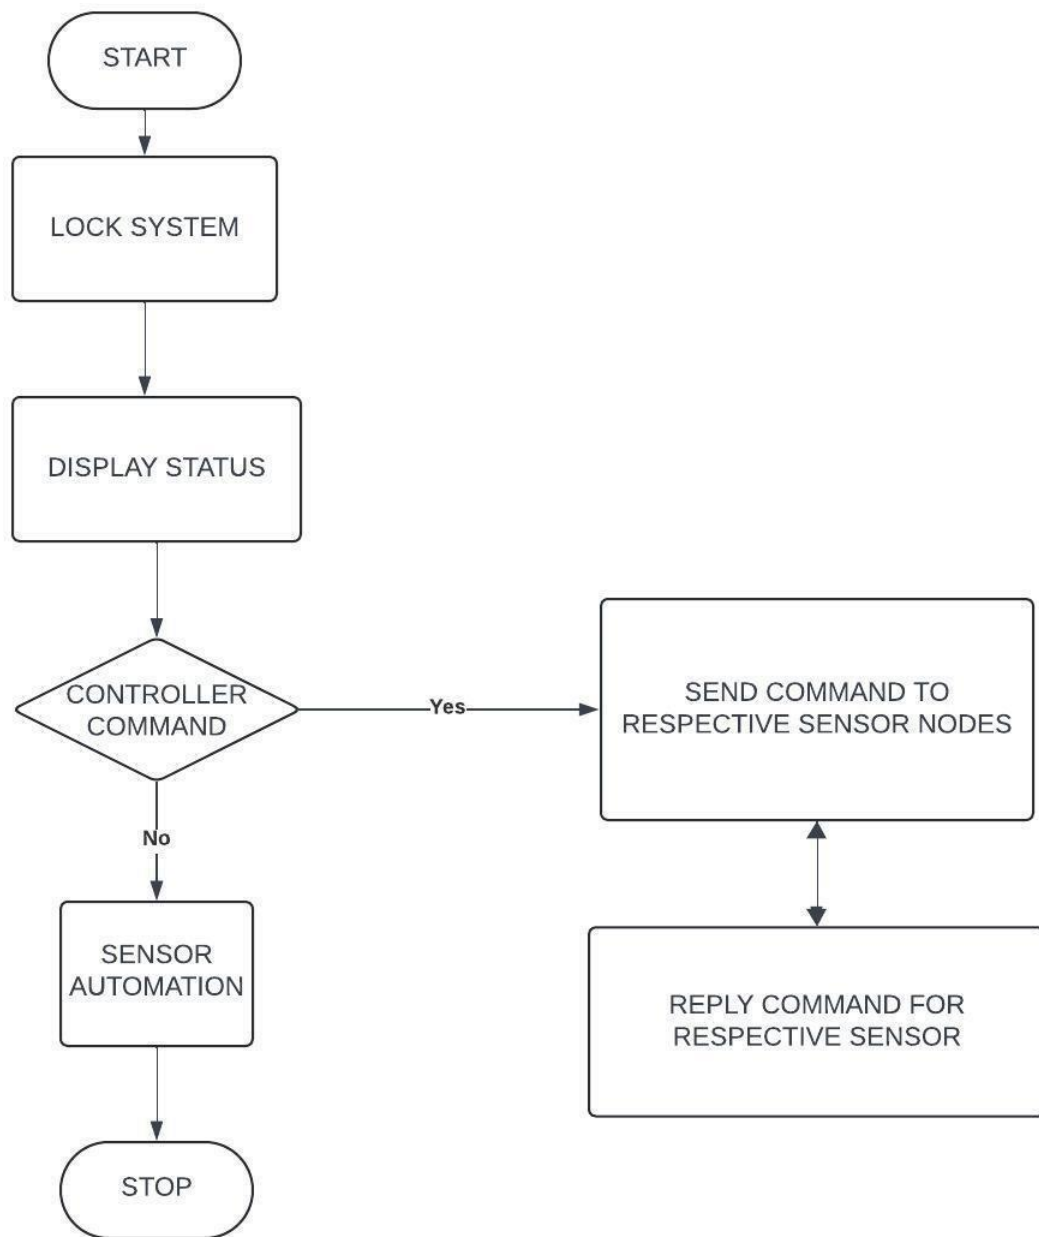 START
LOCK SYSTEM
DISPLAY STATUS
CONTROLLER
COMMAND
Yes
SEND COMMAND TO
RESPECTIVE SENSOR NODES
No
SENSOR
AUTOMATION
REPLY COMMAND FOR
RESPECTIVE SENSOR
STOP